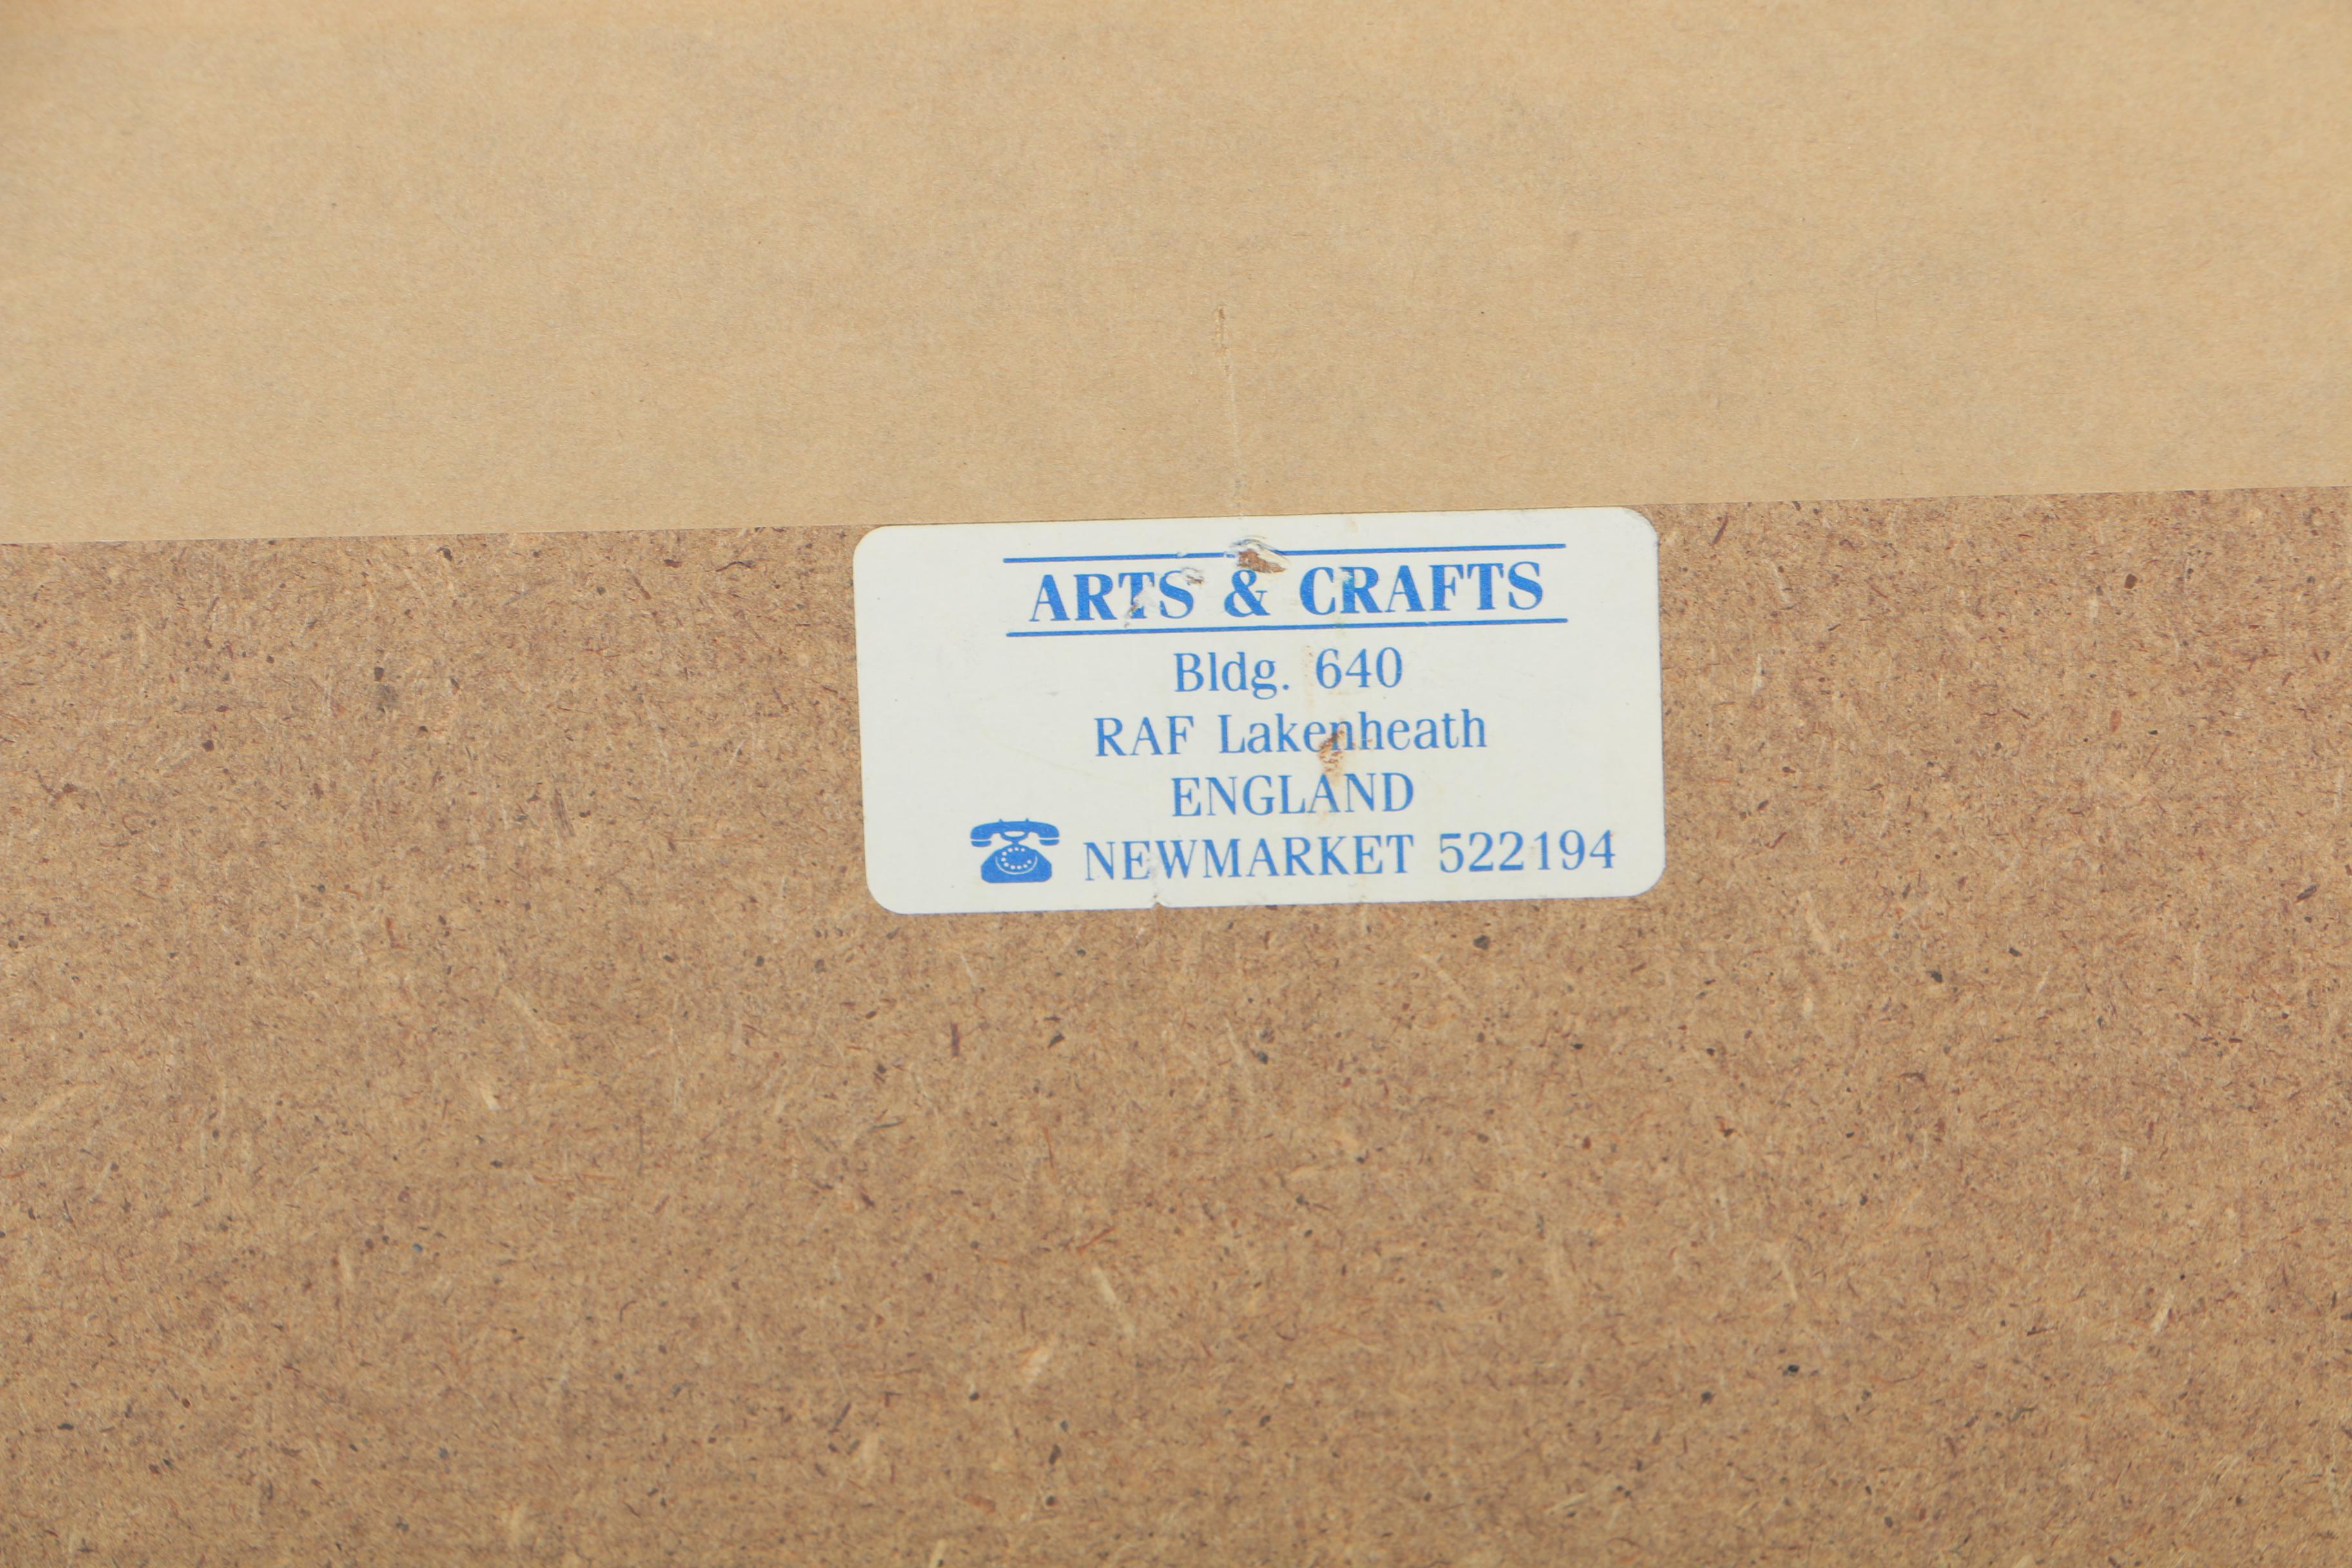 ARTS & CRAFTS
Bldg. 640
RAF Lakenheath
ENGLAND
NEWMARKET 522194